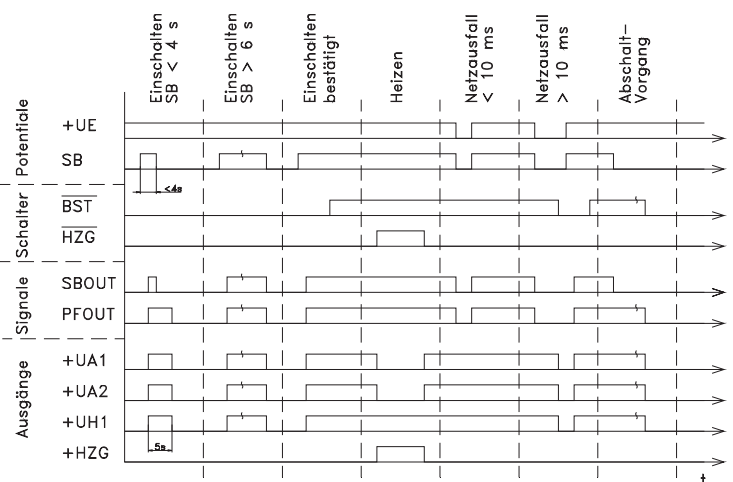 Einschalten
SB < 4 s
Einschalten
SB > 6 s
Einschalten
bestätigt
Heizen
Netzausfall
< 10 ms
Netzausfall
> 10 ms
Abschalt-
Vorgang
Potentiale
+UE
SB
<4s
Schalter
BST
HZG
Signale
SBOUT
PFOUT
Ausgänge
+UA1
+UA2
+UH1
5s
+HZG
t